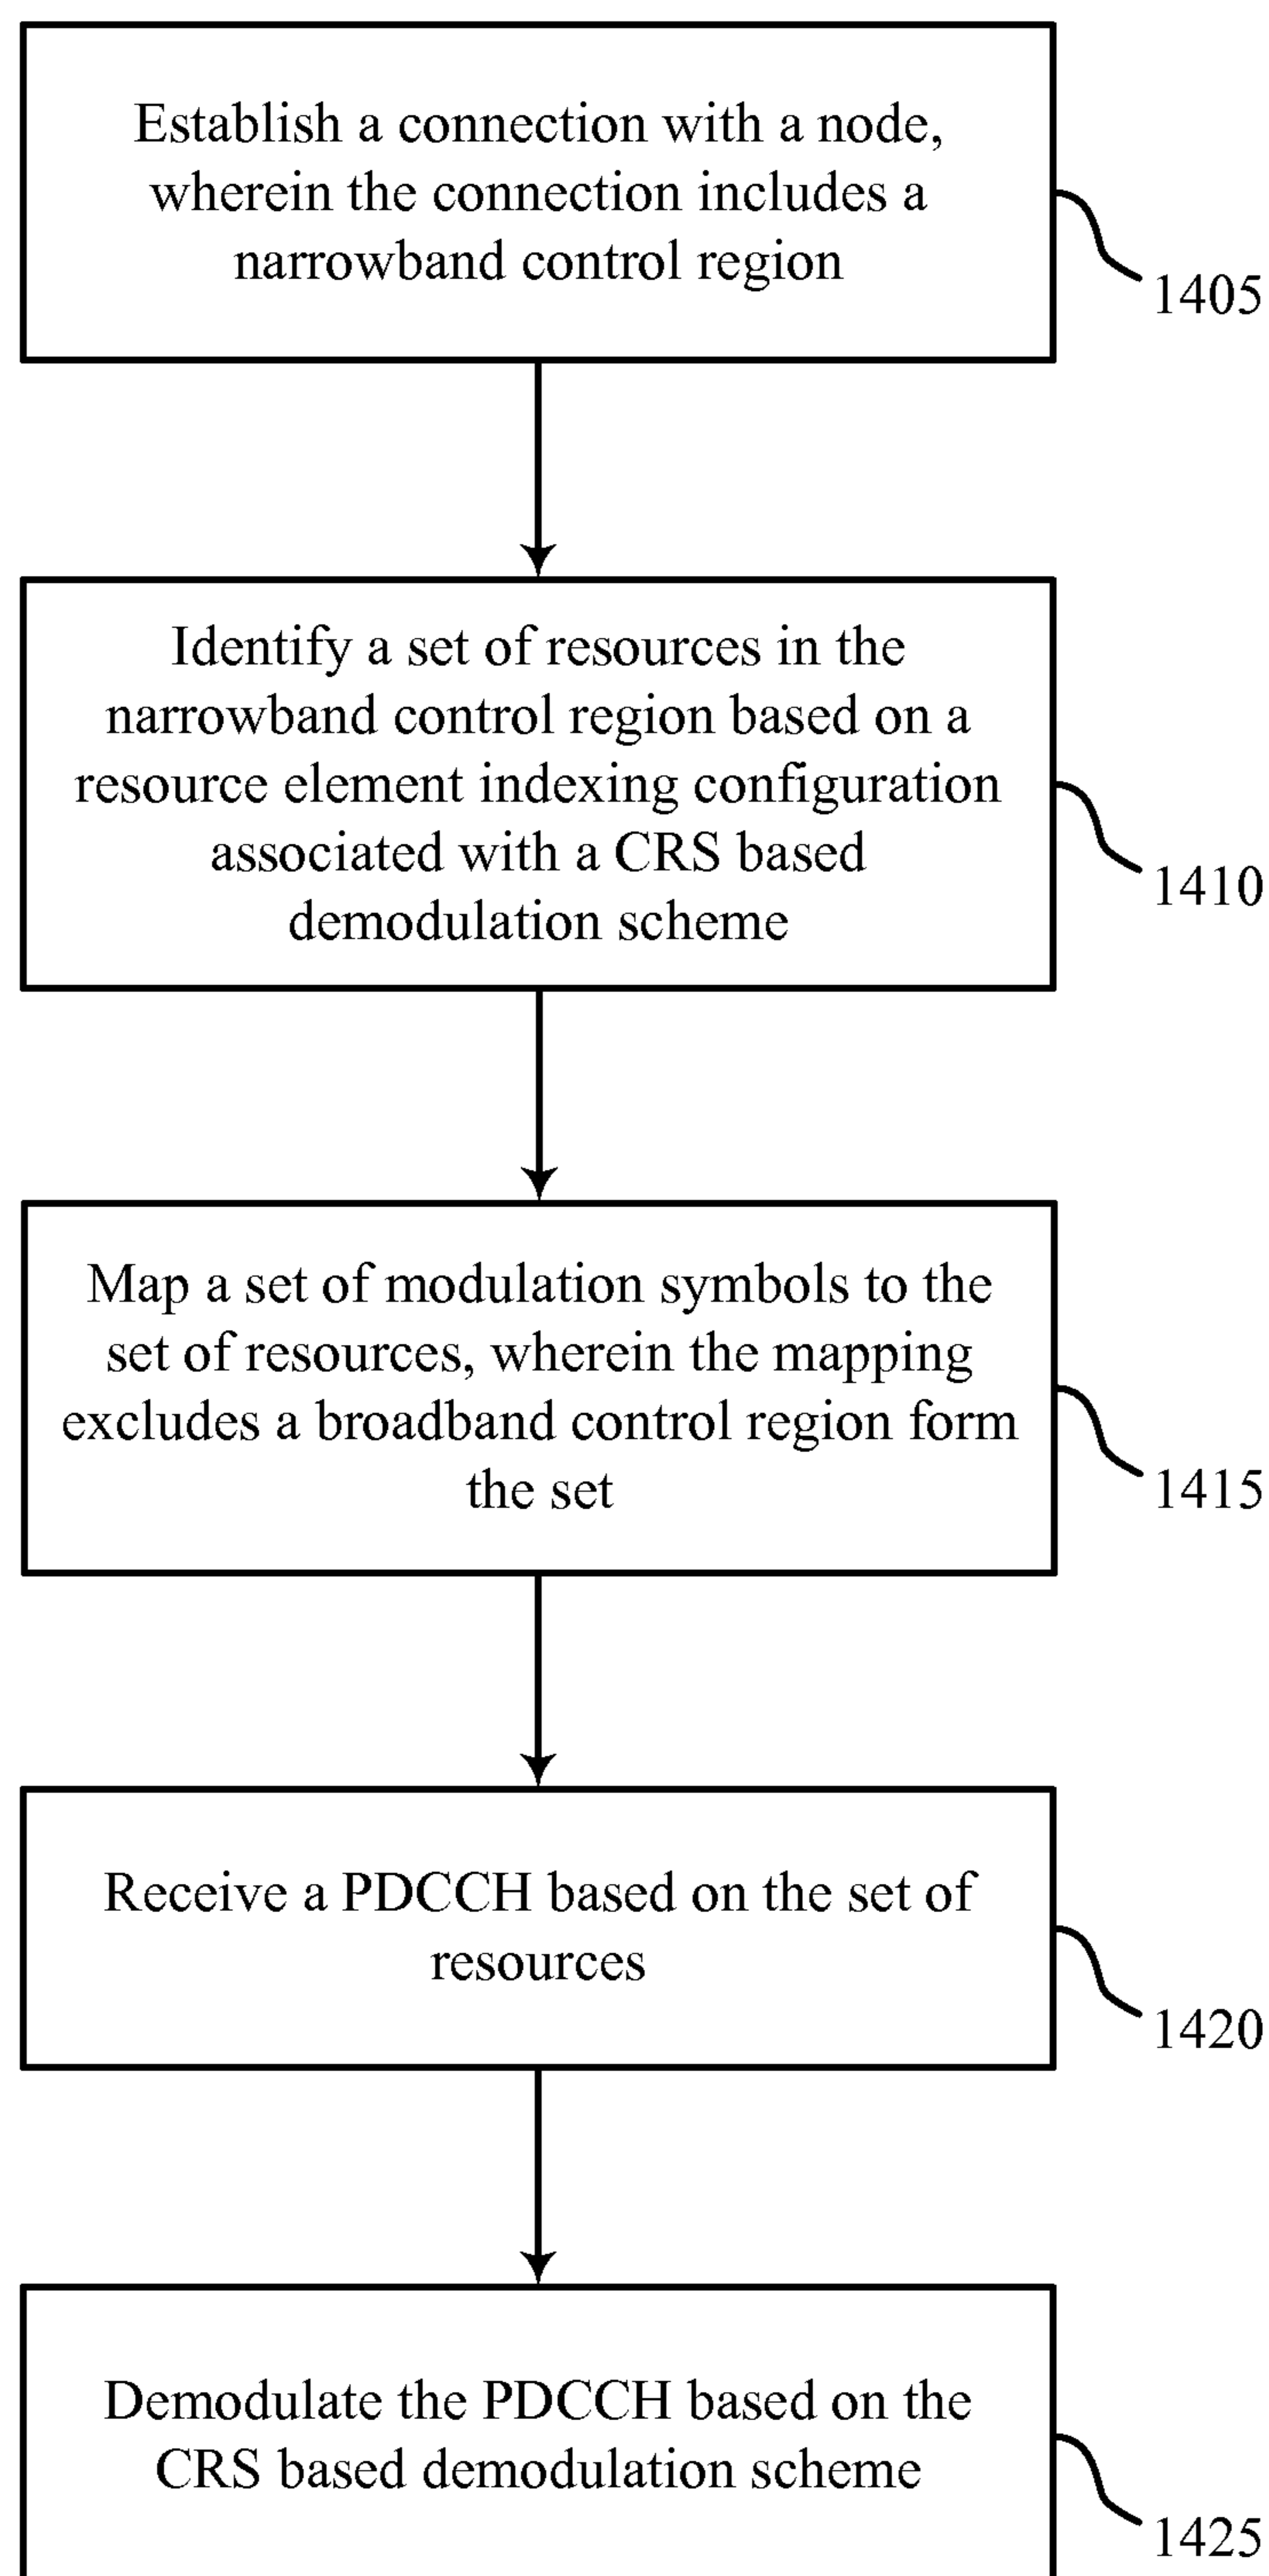 Establish a connection with a node,
wherein the connection includes a
narrowband control region
1405
Identify a set of resources in the
narrowband control region based on a
resource element indexing configuration
associated with a CRS based
demodulation scheme
1410
Map a set of modulation symbols to the
set of resources, wherein the mapping
excludes a broadband control region form
the set
1415
Receive a PDCCH based on the set of
resources
1420
Demodulate the PDCCH based on the
CRS based demodulation scheme
1425